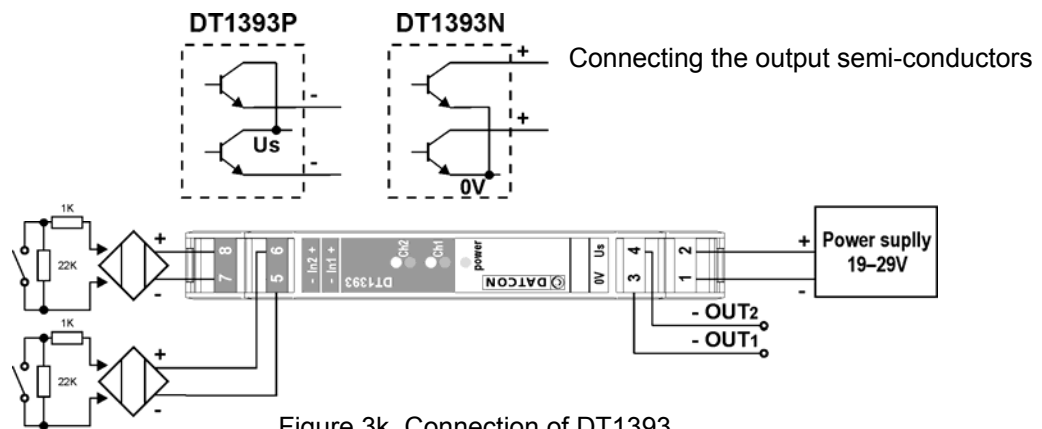 DT1393P
DT1393N
Connecting the output semi-conductors
+
-
+
Us
-
0V
1K
22K
+
-
8
7
6
5
- In2 +
- In1 +
DT1393
Ch2
Ch1
power
DATCON
0V Us
4
3
2
1
+
-
Power suplly
19–29V
- OUT2
- OUT1
1K
22K
+
-
Figure 3k. Connection of DT1393